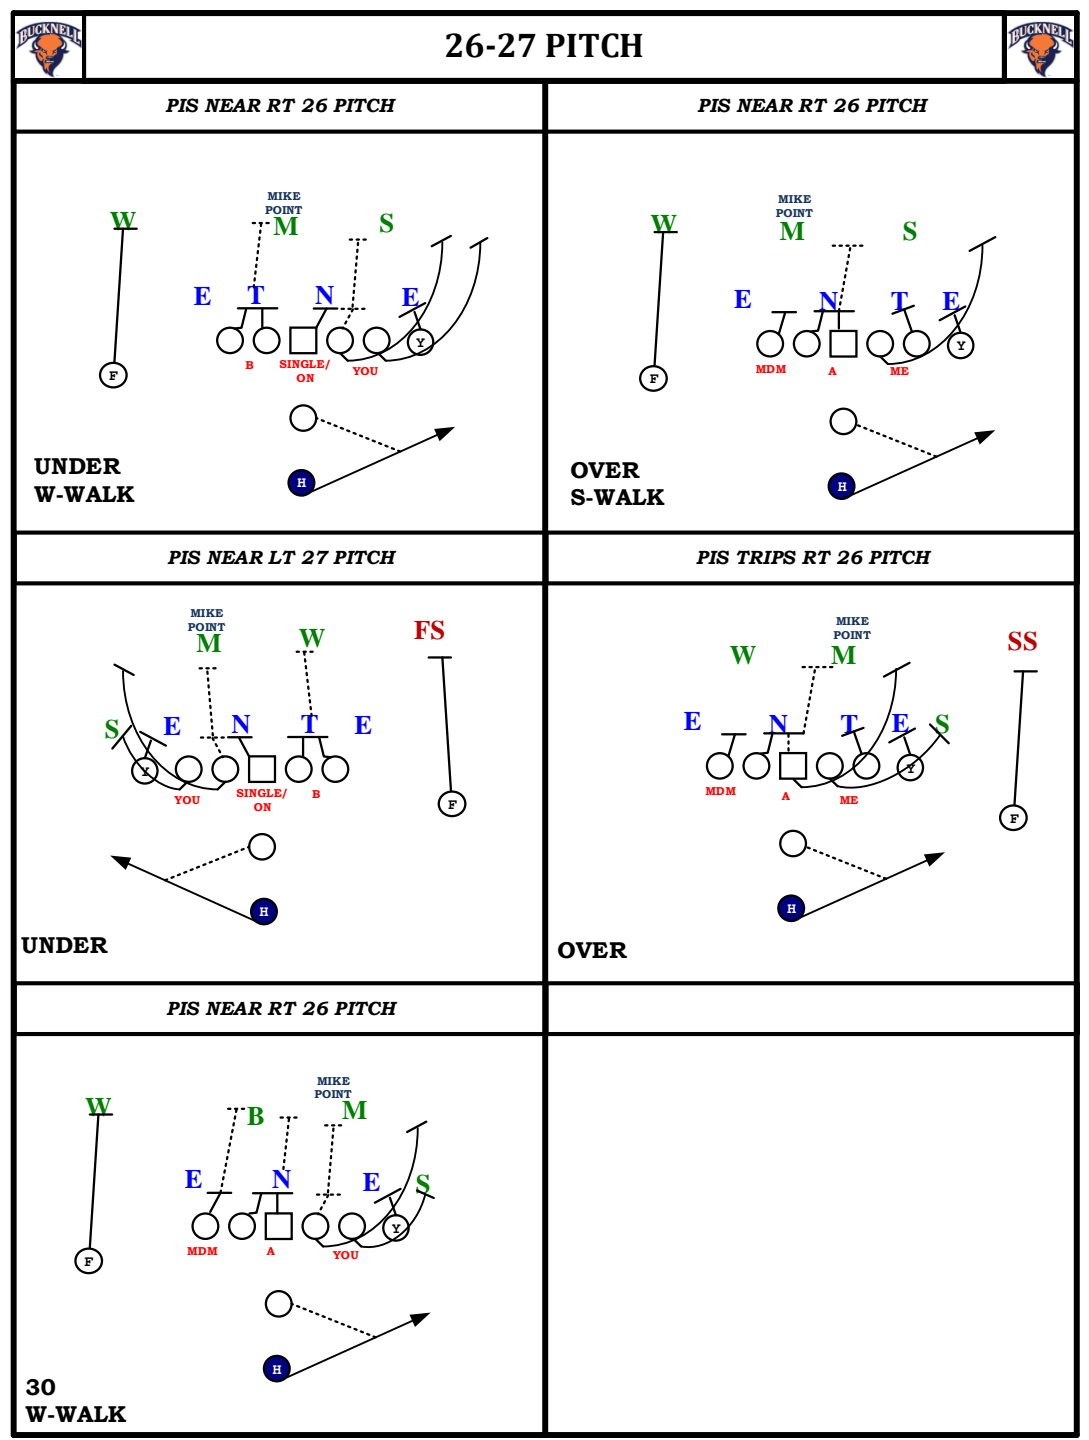 BUCKNELL
26-27 PITCH
BUCKNELL
PIS NEAR RT 26 PITCH
MIKE
POINT
W
M
S
E
T
N
E
Y
B
SINGLE/
ON
YOU
F
H
UNDER
W-WALK
PIS NEAR RT 26 PITCH
MIKE
POINT
W
M
S
E
N
T
E
Y
MDM
A
ME
F
H
OVER
S-WALK
PIS NEAR LT 27 PITCH
MIKE
POINT
M
W
FS
S
E
N
T
E
Y
YOU
SINGLE/
ON
B
F
H
UNDER
PIS TRIPS RT 26 PITCH
MIKE
POINT
W
M
SS
E
N
T
E
S
Y
MDM
A
ME
F
H
OVER
PIS NEAR RT 26 PITCH
MIKE
POINT
W
B
M
E
N
E
S
Y
MDM
A
YOU
F
H
30
W-WALK